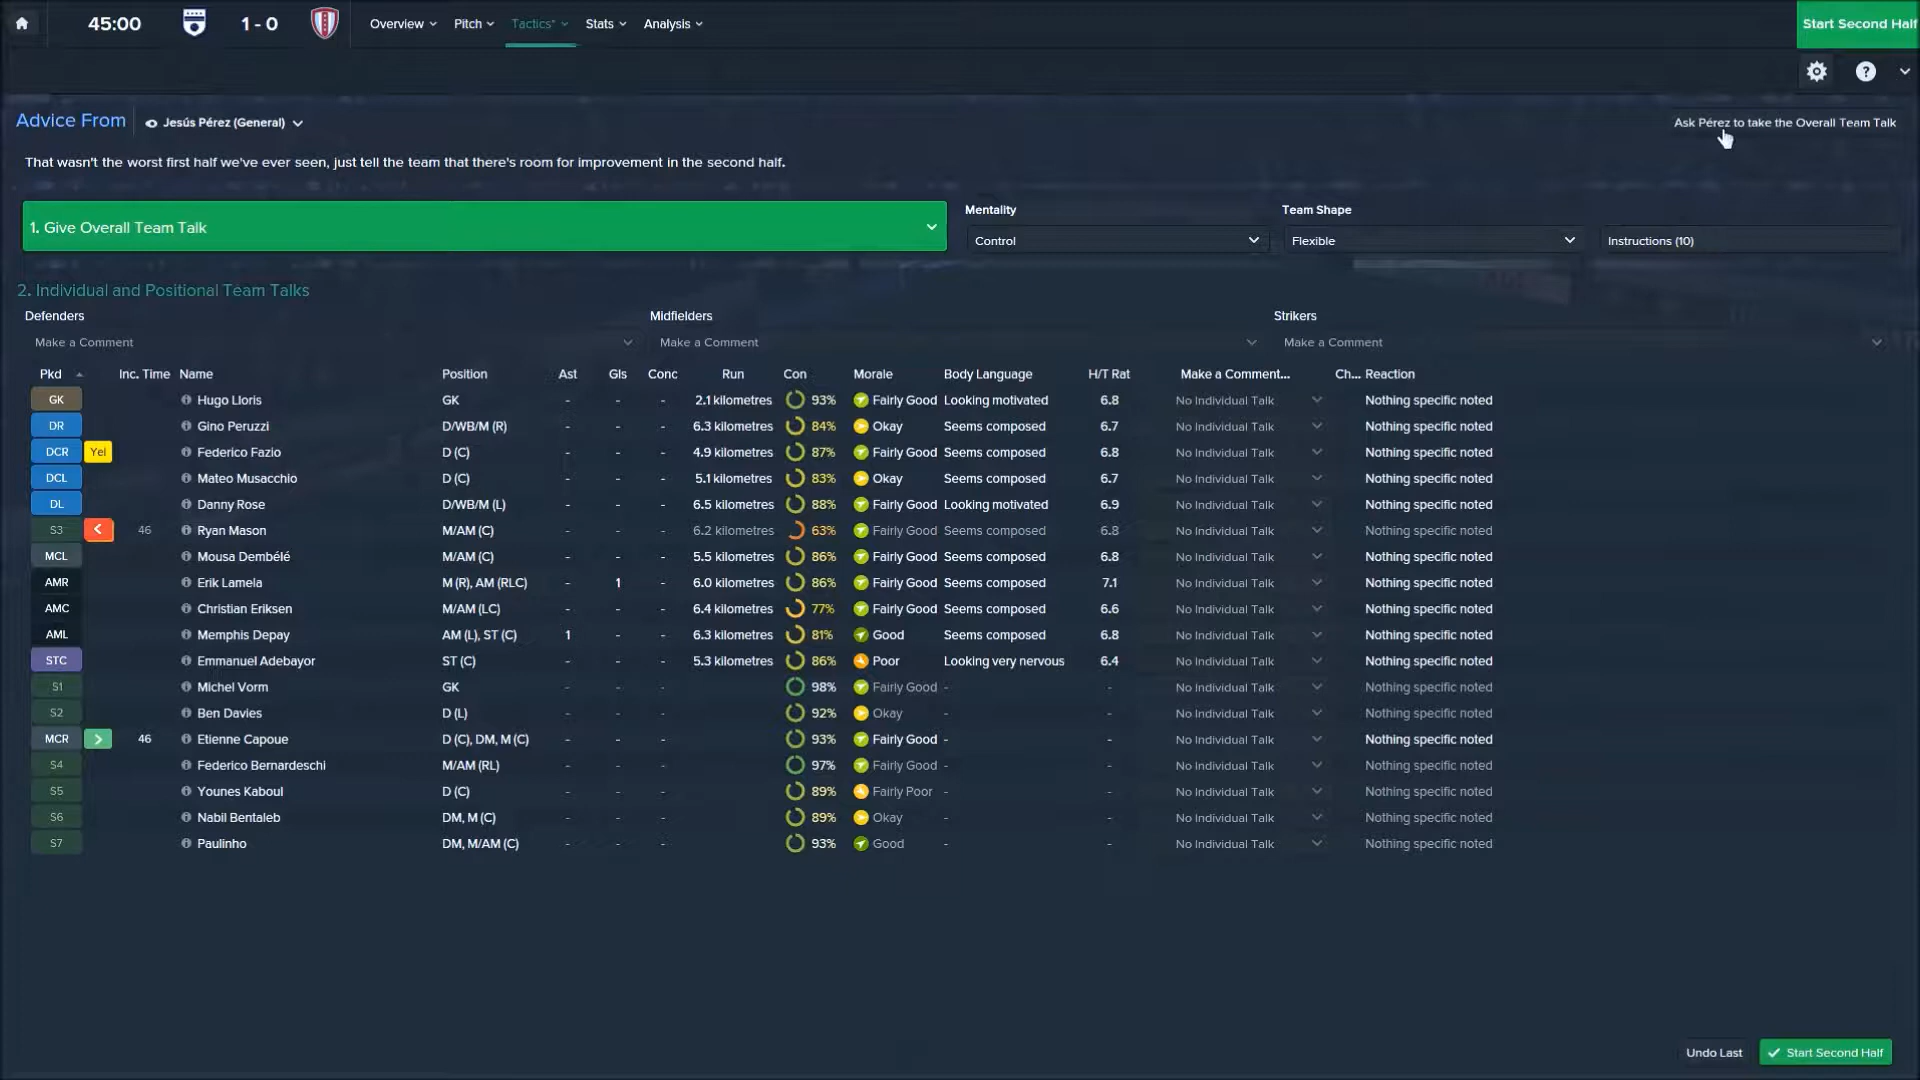 45:00 1 - 0 Overview Pitch Tactics* Stats Analysis Start Second Half
?
Advice From Jesús Pérez (General) Ask Pérez to take the Overall Team Talk
That wasn't the worst first half we've ever seen, just tell the team that there's room for improvement in the second half.
Mentality Team Shape
1. Give Overall Team Talk Control Flexible Instructions (10)
2. Individual and Positional Team Talks
Defenders Midfielders Strikers
Make a Comment Make a Comment Make a Comment
Pkd Inc. Time Name Position Ast Gls Conc Run Con Morale Body Language H/T Rat Make a Comment... Ch... Reaction
GK Hugo Lloris GK - - - 2.1 kilometres 93% Fairly Good Looking motivated 6.8 No Individual Talk Nothing specific noted
DR Gino Peruzzi D/WB/M (R) - - - 6.3 kilometres 84% Okay Seems composed 6.7 No Individual Talk Nothing specific noted
DCR Yel Federico Fazio D (C) - - - 4.9 kilometres 87% Fairly Good Seems composed 6.8 No Individual Talk Nothing specific noted
DCL Mateo Musacchio D (C) - - - 5.1 kilometres 83% Okay Seems composed 6.7 No Individual Talk Nothing specific noted
DL Danny Rose D/WB/M (L) - - - 6.5 kilometres 88% Fairly Good Looking motivated 6.9 No Individual Talk Nothing specific noted
S3 46 Ryan Mason M/AM (C) - - - 6.2 kilometres 63% Fairly Good Seems composed 6.8 No Individual Talk Nothing specific noted
MCL Mousa Dembélé M/AM (C) - - - 5.5 kilometres 86% Fairly Good Seems composed 6.8 No Individual Talk Nothing specific noted
AMR Erik Lamela M (R), AM (RLC) - 1 - 6.0 kilometres 86% Fairly Good Seems composed 7.1 No Individual Talk Nothing specific noted
AMC Christian Eriksen M/AM (LC) - - - 6.4 kilometres 77% Fairly Good Seems composed 6.6 No Individual Talk Nothing specific noted
AML Memphis Depay AM (L), ST (C) 1 - - 6.3 kilometres 81% Good Seems composed 6.8 No Individual Talk Nothing specific noted
STC Emmanuel Adebayor ST (C) - - - 5.3 kilometres 86% Poor Looking very nervous 6.4 No Individual Talk Nothing specific noted
S1 Michel Vorm GK - - - 98% Fairly Good - - No Individual Talk Nothing specific noted
S2 Ben Davies D (L) - - - 92% Okay - - No Individual Talk Nothing specific noted
MCR 46 Etienne Capoue D (C), DM, M (C) - - - 93% Fairly Good - - No Individual Talk Nothing specific noted
S4 Federico Bernardeschi M/AM (RL) - - - 97% Fairly Good - - No Individual Talk Nothing specific noted
S5 Younes Kaboul D (C) - - - 89% Fairly Poor - - No Individual Talk Nothing specific noted
S6 Nabil Bentaleb DM, M (C) - - - 89% Okay - - No Individual Talk Nothing specific noted
S7 Paulinho DM, M/AM (C) - - - 93% Good - - No Individual Talk Nothing specific noted
Undo Last Start Second Half